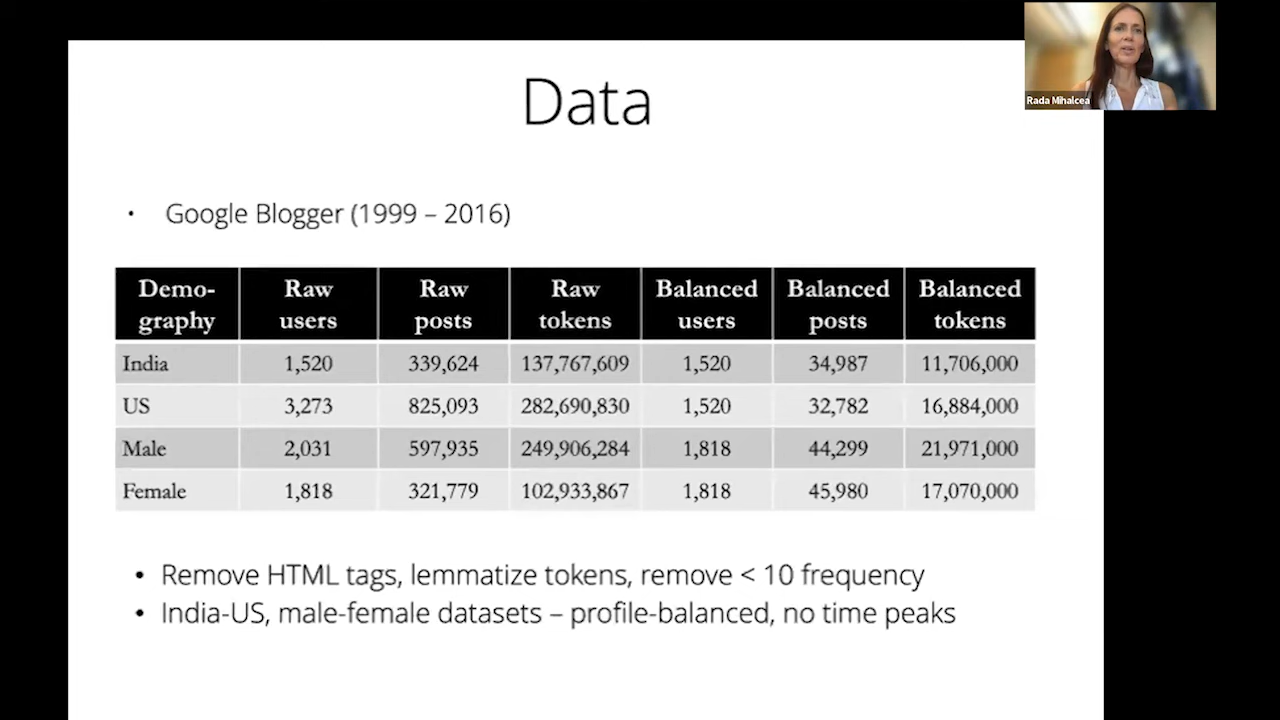 Rada Mihalcea
Data
• Google Blogger (1999 – 2016)
Demo-graphy Raw users Raw posts Raw tokens Balanced users Balanced posts Balanced tokens
India 1,520 339,624 137,767,609 1,520 34,987 11,706,000
US 3,273 825,093 282,690,830 1,520 32,782 16,884,000
Male 2,031 597,935 249,906,284 1,818 44,299 21,971,000
Female 1,818 321,779 102,933,867 1,818 45,980 17,070,000
• Remove HTML tags, lemmatize tokens, remove < 10 frequency
• India-US, male-female datasets – profile-balanced, no time peaks